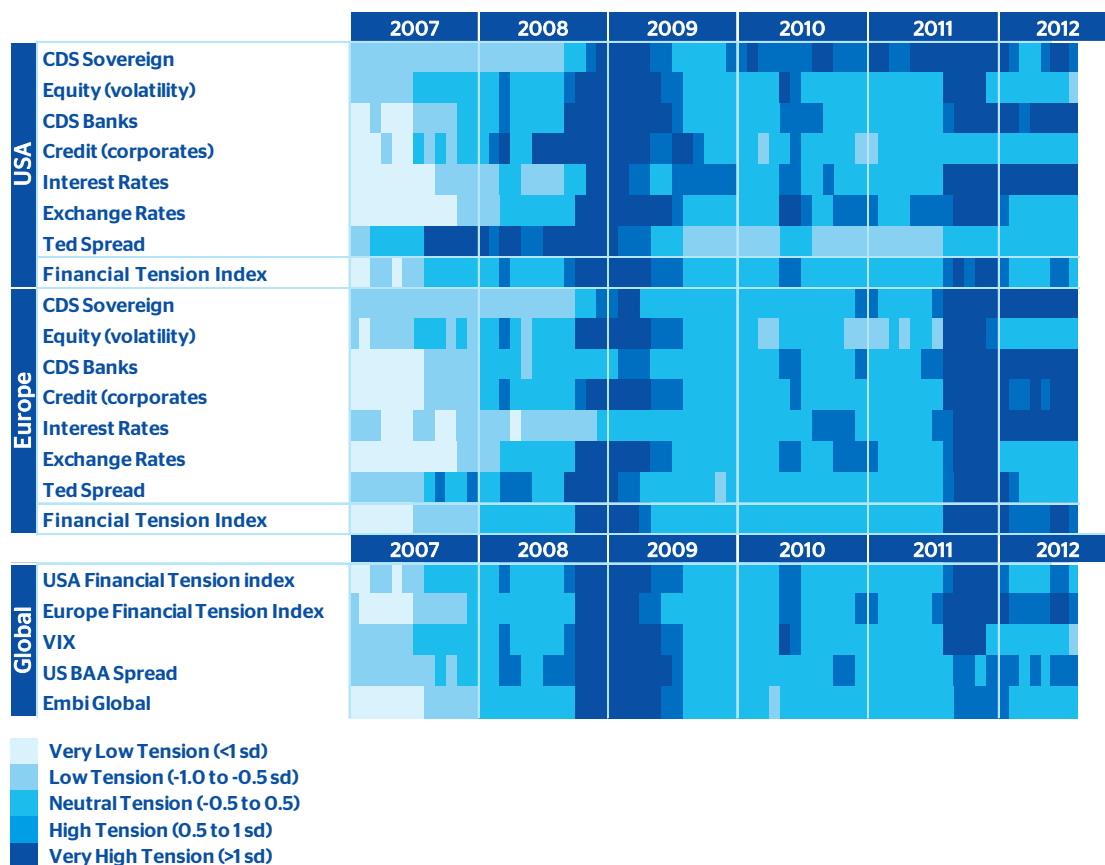 2007 2008 2009 2010 2011 2012
USA
CDS Sovereign
Equity (volatility)
CDS Banks
Credit (corporates)
Interest Rates
Exchange Rates
Ted Spread
Financial Tension Index
Europe
CDS Sovereign
Equity (volatility)
CDS Banks
Credit (corporates
Interest Rates
Exchange Rates
Ted Spread
Financial Tension Index
2007 2008 2009 2010 2011 2012
Global
USA Financial Tension index
Europe Financial Tension Index
VIX
US BAA Spread
Embi Global
Very Low Tension (<1 sd)
Low Tension (-1.0 to -0.5 sd)
Neutral Tension (-0.5 to 0.5)
High Tension (0.5 to 1 sd)
Very High Tension (>1 sd)